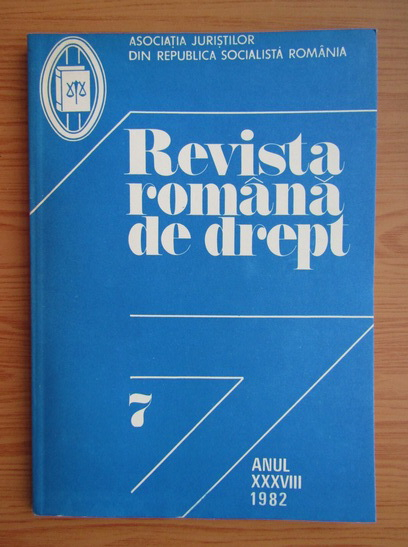 ASOCIAȚIA JURIȘTILOR
DIN REPUBLICA SOCIALISTĂ ROMÂNIA
Revista
română
de drept
7
ANUL
XXXVIII
1982